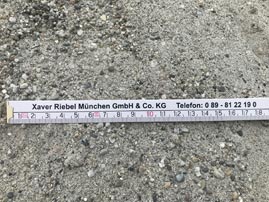 Xaver Riebel München GmbH & Co. KG Telefon: 0 89 - 81 22 19 0
1 2 3 4 5 6 7 8 9 10 11 12 13 14 15 16 17 18